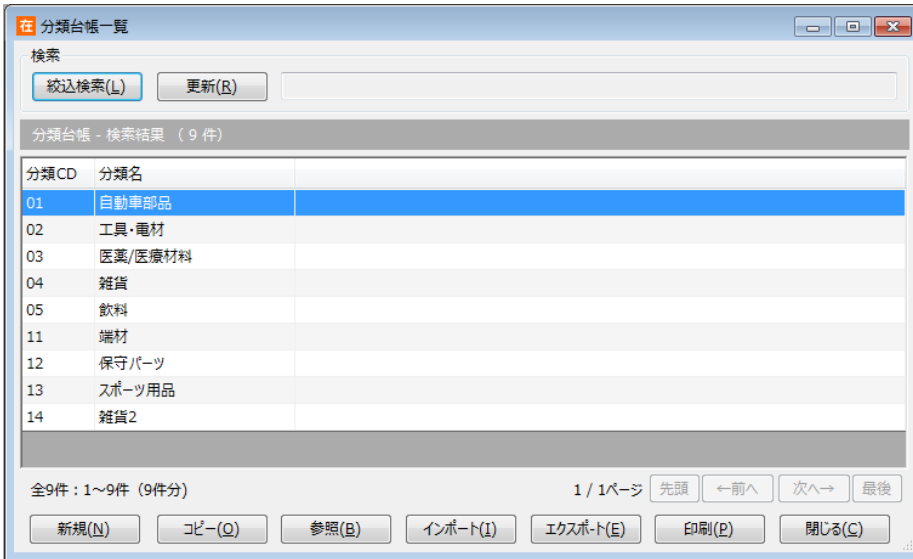 在 分類台帳一覧
検索
絞込検索(L) 更新(R)
分類台帳 - 検索結果 （ 9 件）
分類CD 分類名
01 自動車部品
02 工具・電材
03 医薬/医療材料
04 雑貨
05 飲料
11 端材
12 保守パーツ
13 スポーツ用品
14 雑貨2
全9件：1～9件（9件分） 1 / 1ページ 先頭 ←前へ 次へ→ 最後
新規(N) コピー(O) 参照(B) インポート(I) エクスポート(E) 印刷(P) 閉じる(C)